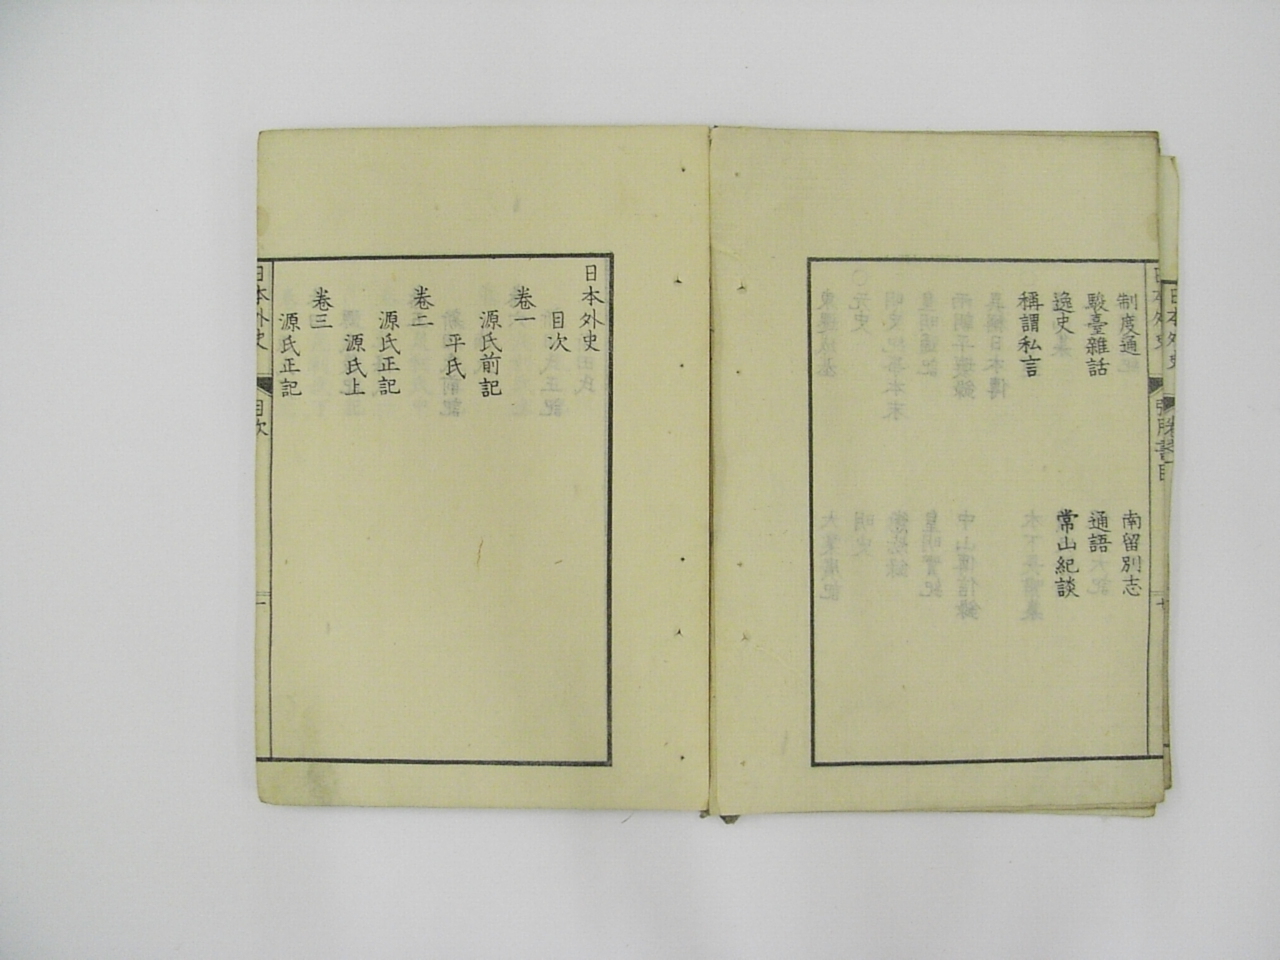 制度通
南留別志
駿臺雜話
通語
逸史
常山紀談
稱謂私言
日本外史
目次
卷一
源氏前記
平氏
卷二
源氏正記
源氏上
卷三
源氏正記
日本外史
目次
一